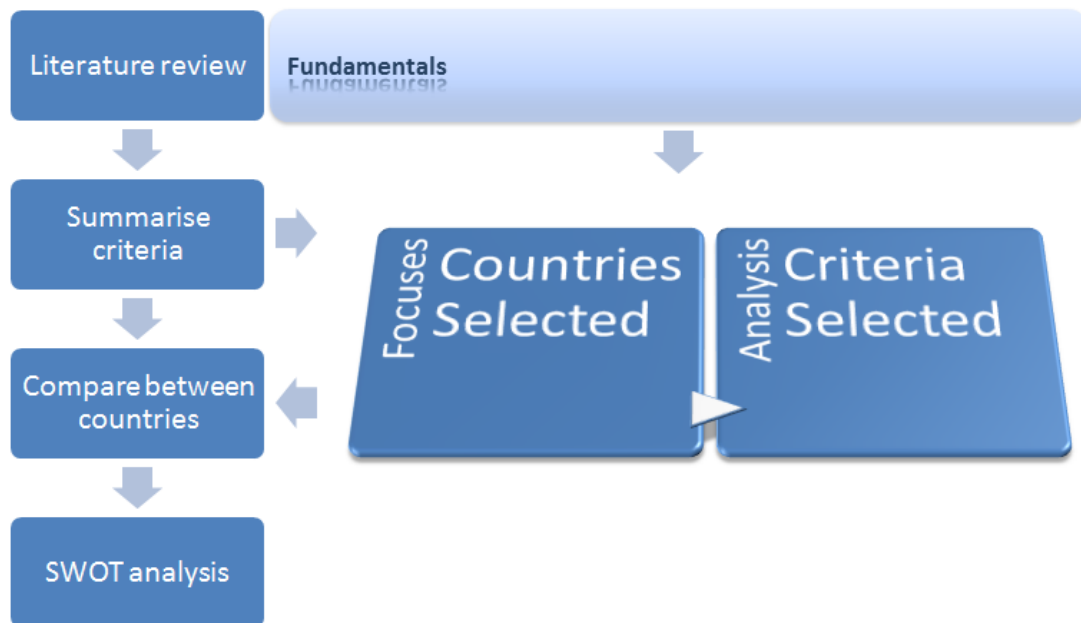 Literature review
Fundamentals
Summarise
criteria
Focuses
Countries
Selected
Analysis
Criteria
Selected
Compare between
countries
SWOT analysis